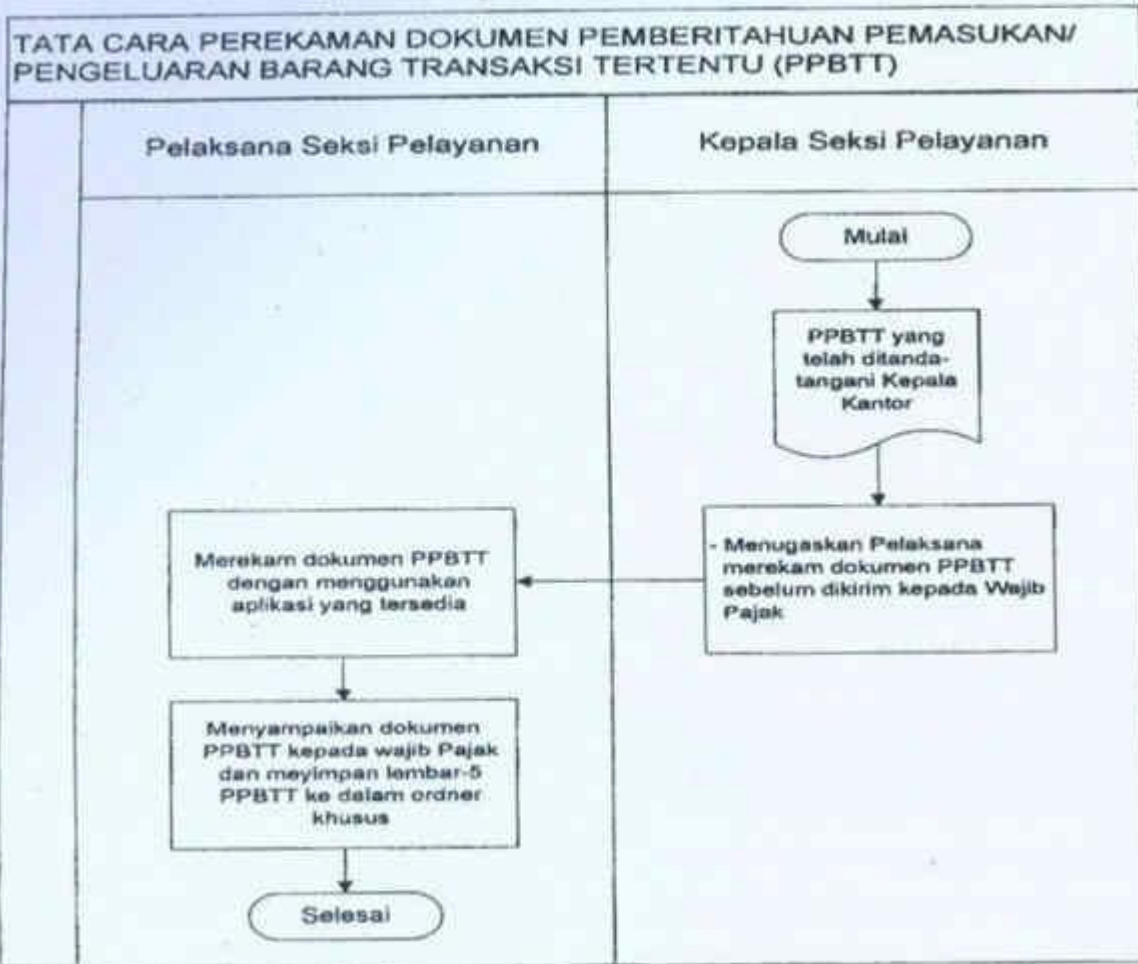 TATA CARA PEREKAMAN DOKUMEN PEMBERITAHUAN PEMASUKAN/
PENGELUARAN BARANG TRANSAKSI TERTENTU (PPBTT)
Pelaksana Seksi Pelayanan
Kepala Seksi Pelayanan
Mulai
PPBTT yang
telah ditanda-
tangani Kepala
Kantor
- Menugaskan Pelaksana
merekam dokumen PPBTT
sebelum dikirim kepada Wajib
Pajak
Merekam dokumen PPBTT
dengan menggunakan
aplikasi yang tersedia
Menyampaikan dokumen
PPBTT kepada wajib Pajak
dan meyimpan lembar-5
PPBTT ke dalam ordner
khusus
Selesai